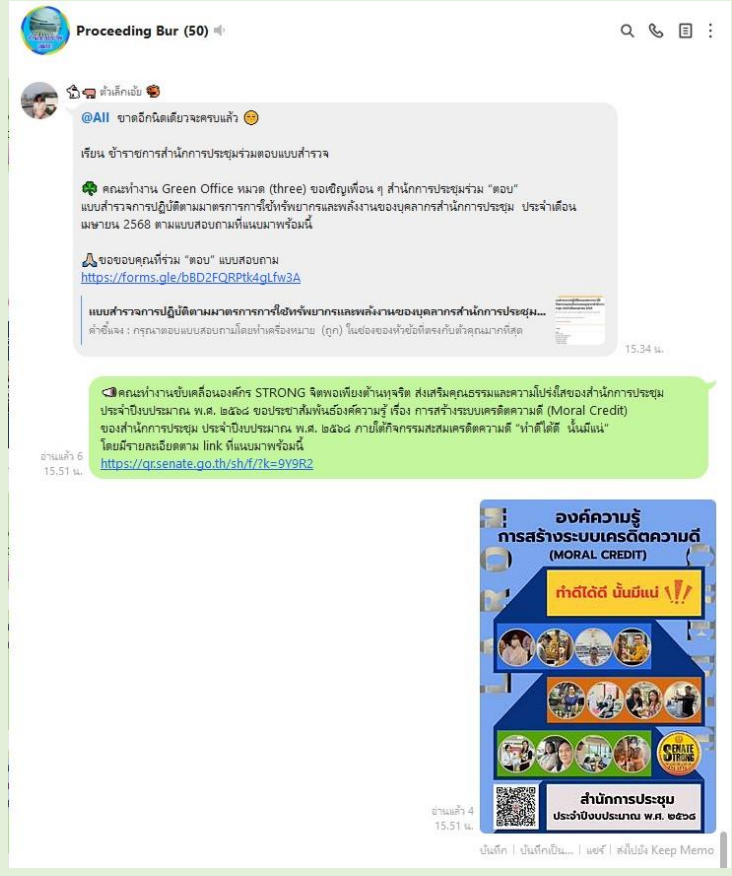 Proceeding Bur (50)
ตัวเล็กเอ้ย
@All ขาดอีกนิดเดียวจะครบแล้ว
เรียน ข้าราชการสำนักการประชุมร่วมตอบแบบสำรวจ
คณะทำงาน Green Office หมวด (three) ขอเชิญเพื่อน ๆ สำนักการประชุมร่วม “ตอบ”
แบบสำรวจการปฏิบัติตามมาตรการการใช้ทรัพยากรและพลังงานของบุคลากรสำนักการประชุม ประจำเดือน
เมษายน 2568 ตามแบบสอบถามที่แนบมาพร้อมนี้
ขอขอบคุณที่ร่วม “ตอบ” แบบสอบถาม
https://forms.gle/bBD2FQRPtk4gLfw3A
แบบสำรวจการปฏิบัติตามมาตรการการใช้ทรัพยากรและพลังงานของบุคลากรสำนักการประชุม...
คำชี้แจง : กรุณาตอบแบบสอบถามโดยทำเครื่องหมาย (ถูก) ในช่องของหัวข้อที่ตรงกับตัวคุณมากที่สุด
15.34 น.
คณะทำงานขับเคลื่อนองค์กร STRONG จิตพอเพียงต้านทุจริต ส่งเสริมคุณธรรมและความโปร่งใสของสำนักการประชุม
ประจำปีงบประมาณ พ.ศ. ๒๕๖๘ ขอประชาสัมพันธ์องค์ความรู้ เรื่อง การสร้างระบบเครดิตความดี (Moral Credit)
ของสำนักการประชุม ประจำปีงบประมาณ พ.ศ. ๒๕๖๘ ภายใต้กิจกรรมสะสมเครดิตความดี “ทำดีได้ดี นั้นมีแน่”
โดยมีรายละเอียดตาม link ที่แนบมาพร้อมนี้
https://qr.senate.go.th/sh/f/?k=9Y9R2
อ่านแล้ว 6
15.51 น.
องค์ความรู้
การสร้างระบบเครดิตความดี
(MORAL CREDIT)
ทำดีได้ดี นั้นมีแน่
SENATE
STRONG
สำนักการประชุม
ประจำปีงบประมาณ พ.ศ. ๒๕๖๘
อ่านแล้ว 4
15.51 น.
บันทึก | บันทึกเป็น... | แชร์ | ส่งไปยัง Keep Memo